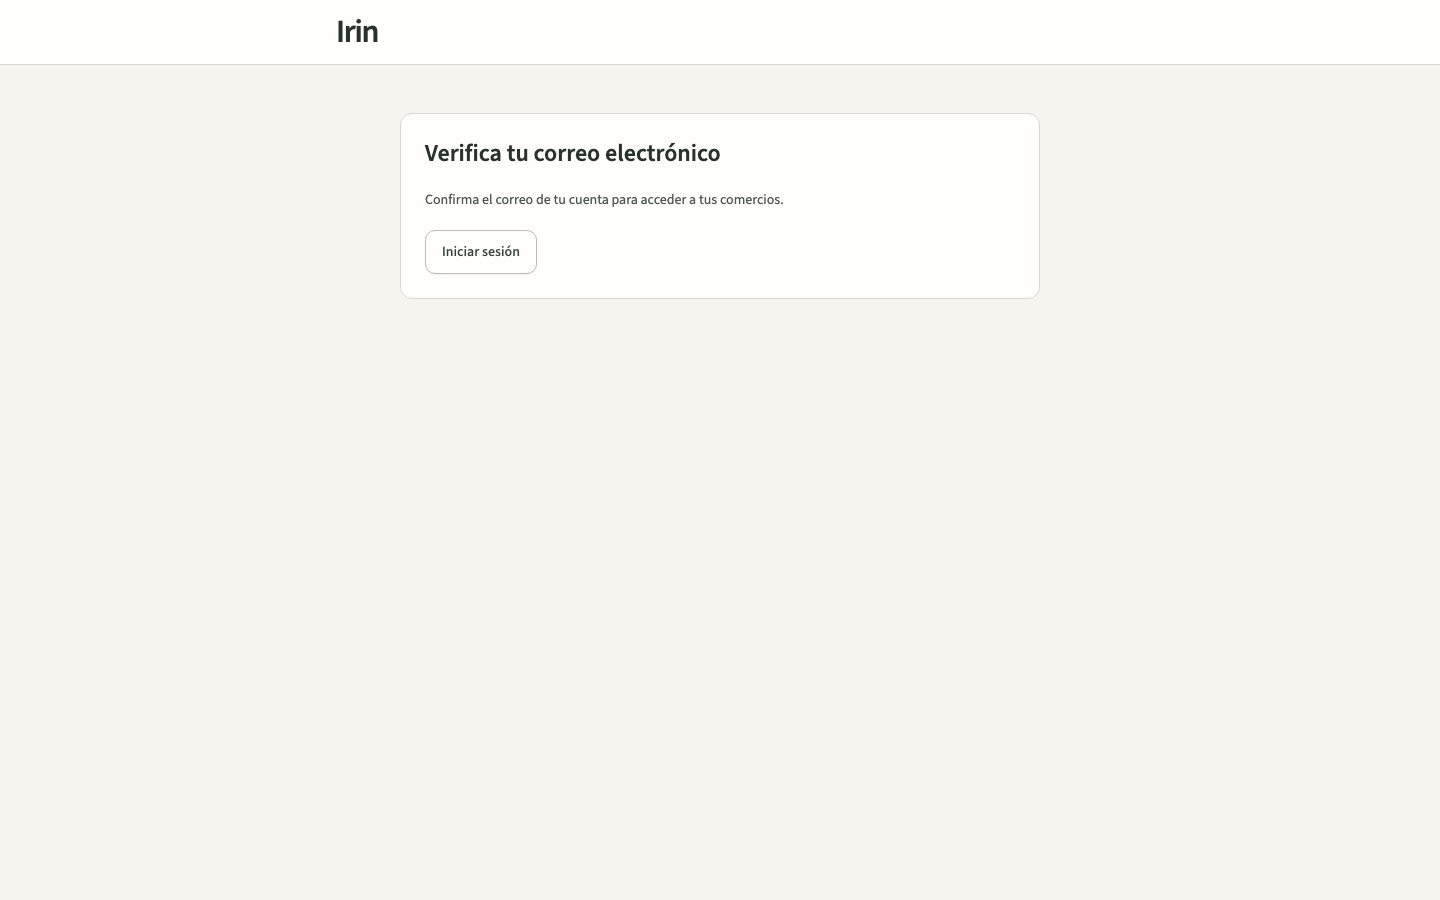 Irin
Verifica tu correo electrónico
Confirma el correo de tu cuenta para acceder a tus comercios.
Iniciar sesión